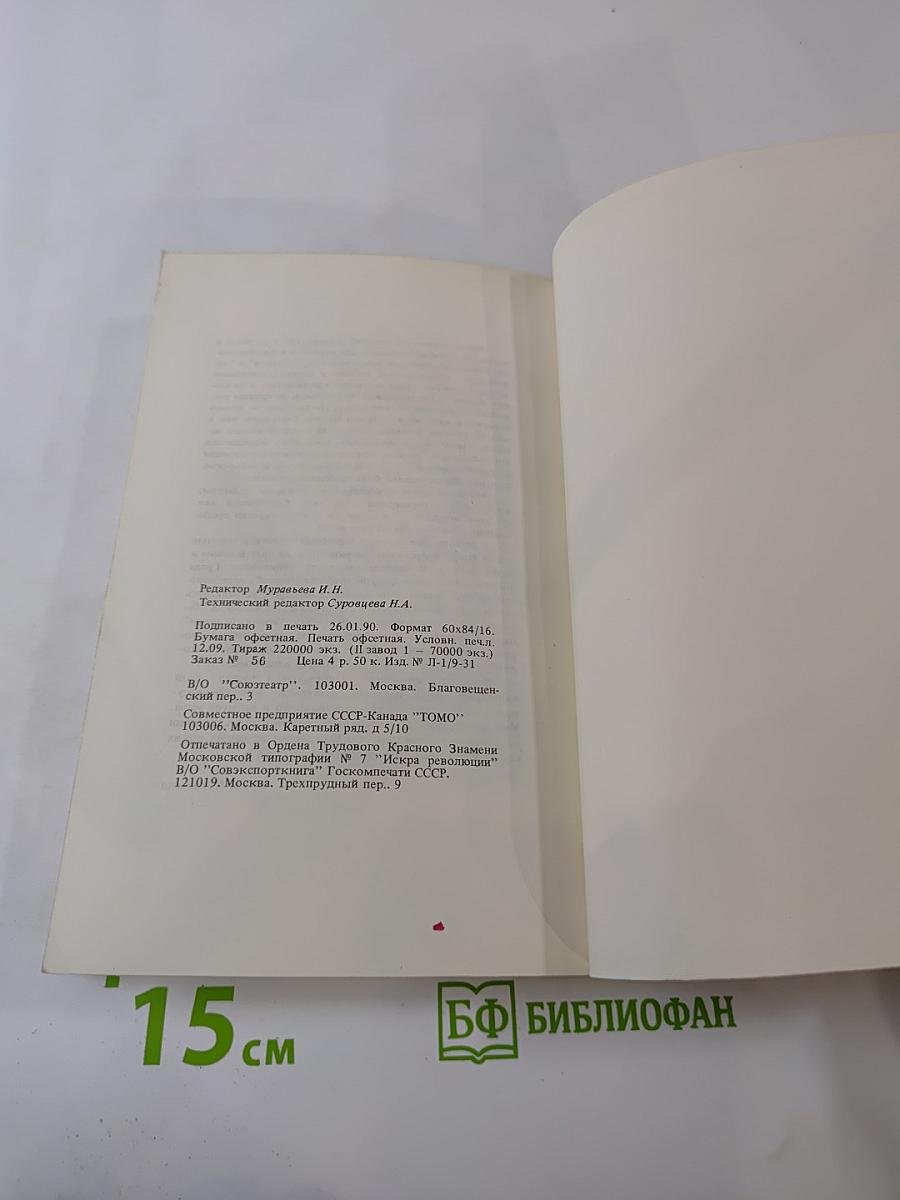 Редактор Муравьева И.Н.
Технический редактор Суровцева Н.А.
Подписано в печать 26.01.90. Формат 60х84/16.
Бумага офсетная. Печать офсетная. Условн. печ.л.
12.09. Тираж 220000 экз. (II завод 1 — 70000 экз.)
Заказ № 56 Цена 4 р. 50 к. Изд. № Л-1/9-31
В/О "Союзтеатр". 103001. Москва. Благовещен-
ский пер.. 3
Совместное предприятие СССР-Канада "ТОМО"
103006. Москва. Каретный ряд. д 5/10
Отпечатано в Ордена Трудового Красного Знамени
Московской типографии № 7 "Искра революции"
В/О "Совэкспорткнига" Госкомпечати СССР.
121019. Москва. Трехпрудный пер.. 9
15 см
БФ БИБЛИОФАН